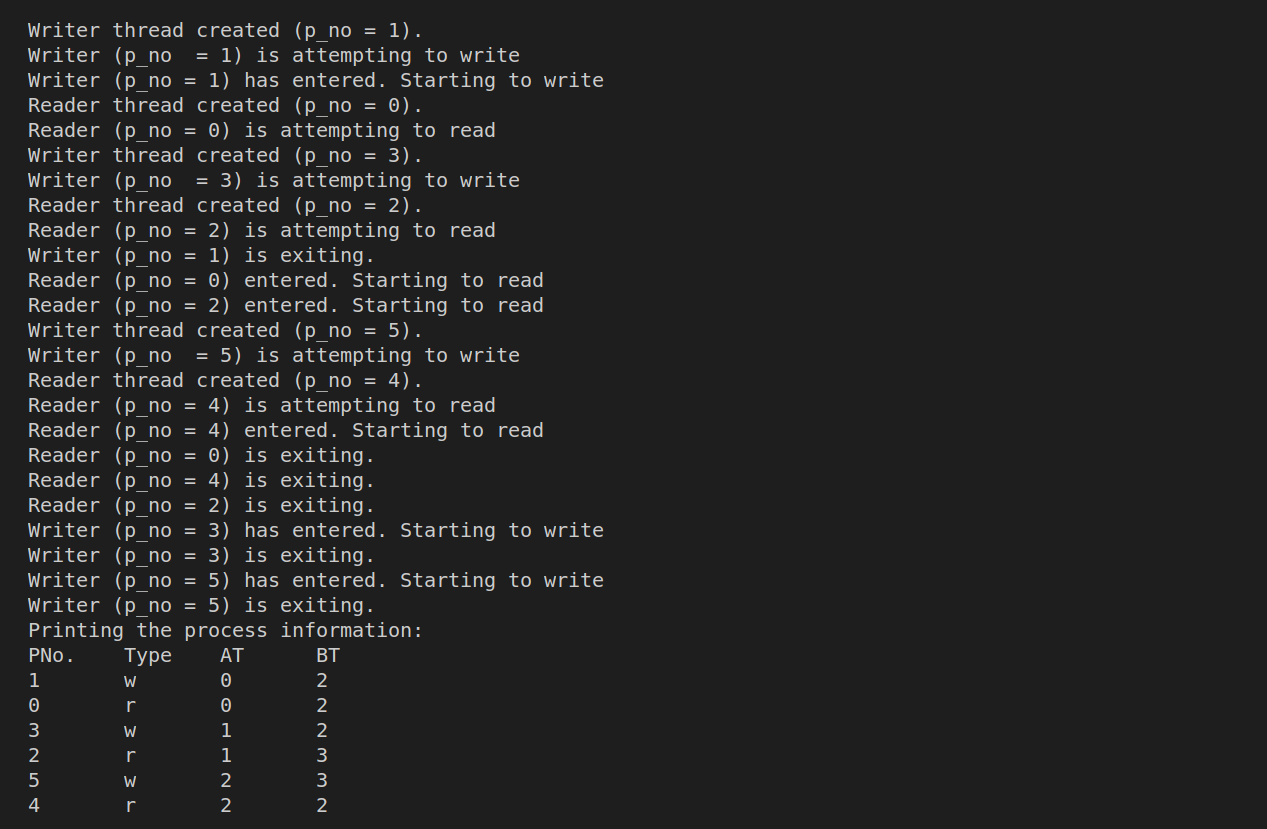 Writer thread created (p_no = 1).
Writer (p_no  = 1) is attempting to write
Writer (p_no = 1) has entered. Starting to write
Reader thread created (p_no = 0).
Reader (p_no = 0) is attempting to read
Writer thread created (p_no = 3).
Writer (p_no  = 3) is attempting to write
Reader thread created (p_no = 2).
Reader (p_no = 2) is attempting to read
Writer (p_no = 1) is exiting.
Reader (p_no = 0) entered. Starting to read
Reader (p_no = 2) entered. Starting to read
Writer thread created (p_no = 5).
Writer (p_no  = 5) is attempting to write
Reader thread created (p_no = 4).
Reader (p_no = 4) is attempting to read
Reader (p_no = 4) entered. Starting to read
Reader (p_no = 0) is exiting.
Reader (p_no = 4) is exiting.
Reader (p_no = 2) is exiting.
Writer (p_no = 3) has entered. Starting to write
Writer (p_no = 3) is exiting.
Writer (p_no = 5) has entered. Starting to write
Writer (p_no = 5) is exiting.
Printing the process information:
PNo.    Type    AT      BT
1       w       0       2
0       r       0       2
3       w       1       2
2       r       1       3
5       w       2       3
4       r       2       2